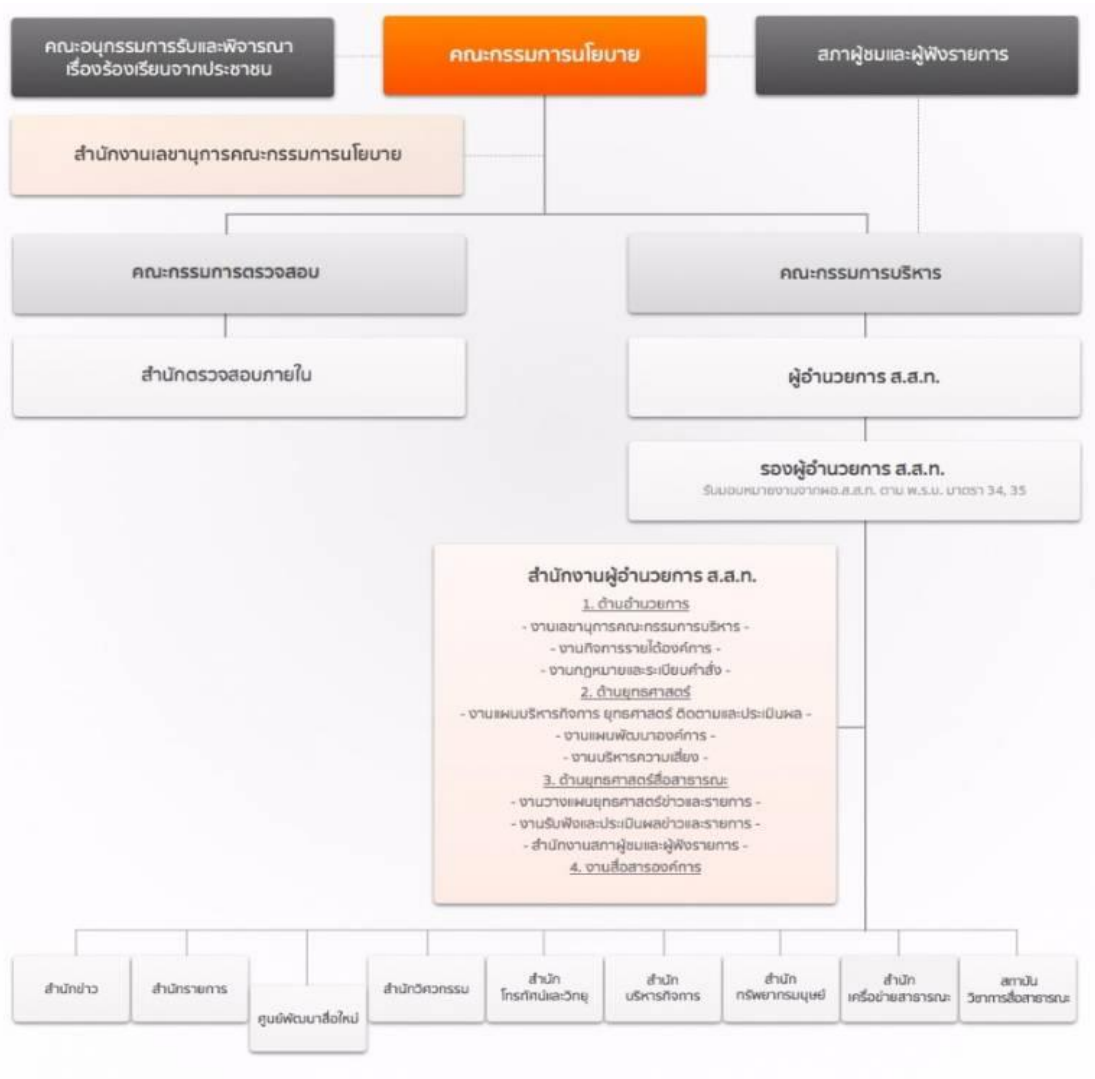 คณะอนุกรรมการรับและพิจารณา
เรื่องร้องเรียนจากประชาชน
คณะกรรมการนโยบาย
สภาผู้ชมและผู้ฟังรายการ
สำนักงานเลขานุการคณะกรรมการนโยบาย
คณะกรรมการตรวจสอบ
คณะกรรมการบริหาร
สำนักตรวจสอบภายใน
ผู้อำนวยการ ส.ส.ท.
รองผู้อำนวยการ ส.ส.ท.
รับมอบหมายงานจากผอ.ส.ส.ท. ตาม พ.ร.บ. มาตรา 34, 35
สำนักงานผู้อำนวยการ ส.ส.ท.
1. ด้านอำนวยการ
- งานเลขานุการคณะกรรมการบริหาร -
- งานกิจการรายได้องค์การ -
- งานกฎหมายและระเบียบคำสั่ง -
2. ด้านยุทธศาสตร์
- งานแผนบริหารกิจการ ยุทธศาสตร์ ติดตามและประเมินผล -
- งานแผนพัฒนาองค์การ -
- งานบริหารความเสี่ยง -
3. ด้านยุทธศาสตร์สื่อสาธารณะ
- งานวางแผนยุทธศาสตร์ข่าวและรายการ -
- งานรับฟังและประเมินผลข่าวและรายการ -
- สำนักงานสภาผู้ชมและผู้ฟังรายการ -
4. งานสื่อสารองค์การ
สำนักข่าว
สำนักรายการ
ศูนย์พัฒนาสื่อใหม่
สำนักวิศวกรรม
สำนัก
โทรทัศน์และวิทยุ
สำนัก
บริหารกิจการ
สำนัก
ทรัพยากรมนุษย์
สำนัก
เครือข่ายสาธารณะ
สถาบัน
วิชาการสื่อสาธารณะ